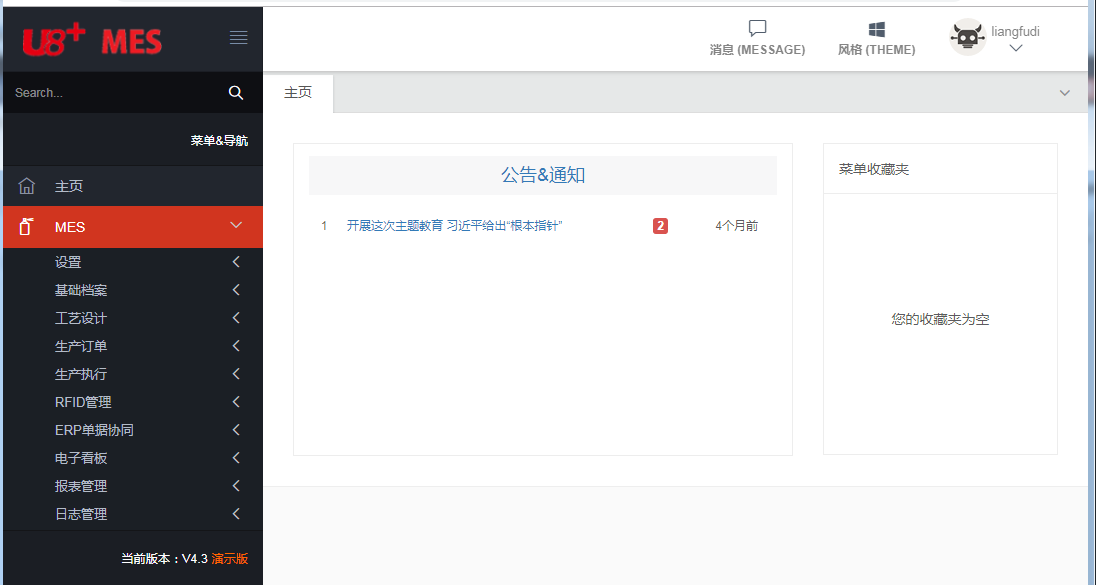 U8+ MES
消息 (MESSAGE)
风格 (THEME)
liangfudi
Search...
主页
菜单&导航
主页
MES
设置
基础档案
工艺设计
生产订单
生产执行
RFID管理
ERP单据协同
电子看板
报表管理
日志管理
当前版本：V4.3 演示版
公告&通知
1 开展这次主题教育 习近平给出“根本指针” 2 4个月前
菜单收藏夹
您的收藏夹为空